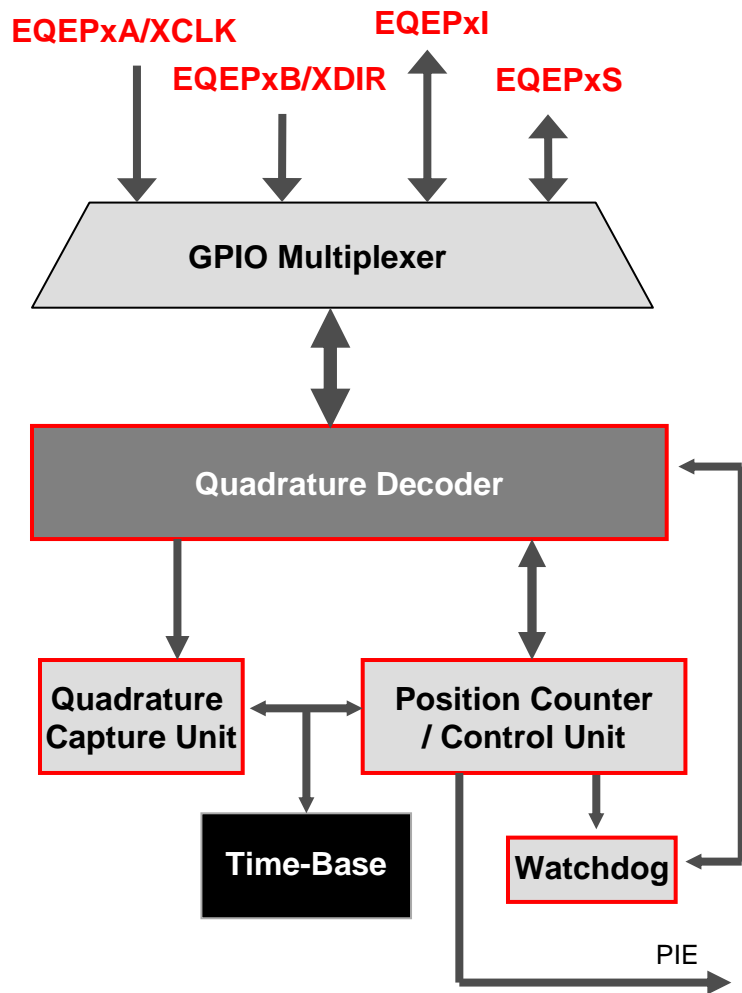 EQEPxA/XCLK
EQEPxI
EQEPxB/XDIR
EQEPxS
GPIO Multiplexer
Quadrature Decoder
Quadrature
Capture Unit
Position Counter
/ Control Unit
Time-Base
Watchdog
PIE